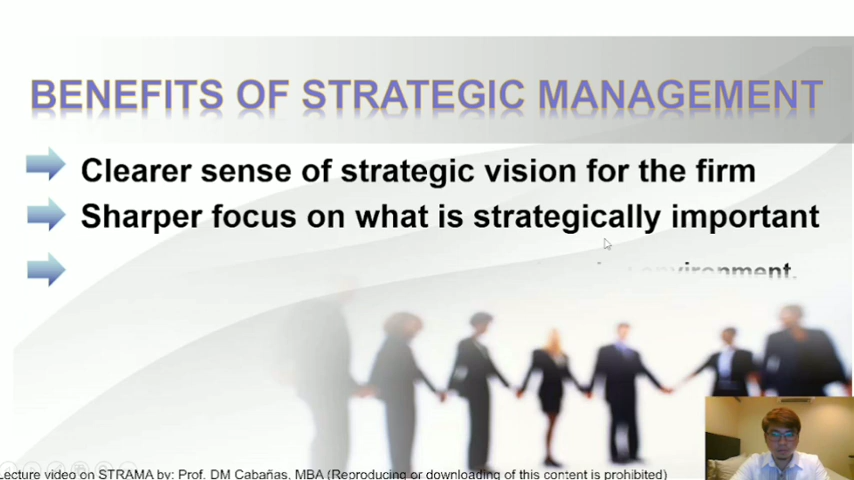 BENEFITS OF STRATEGIC MANAGEMENT
Clearer sense of strategic vision for the firm
Sharper focus on what is strategically important
environment.
Lecture video on STRAMA by: Prof. DM Cabañas, MBA (Reproducing or downloading of this content is prohibited)